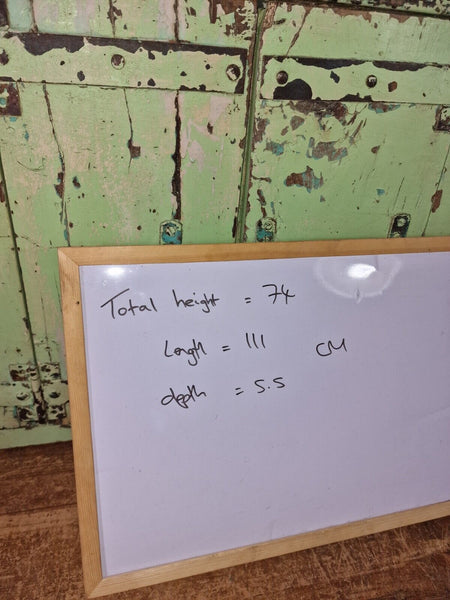 Total height = 74
Length = 111 CM
depth = 5.5